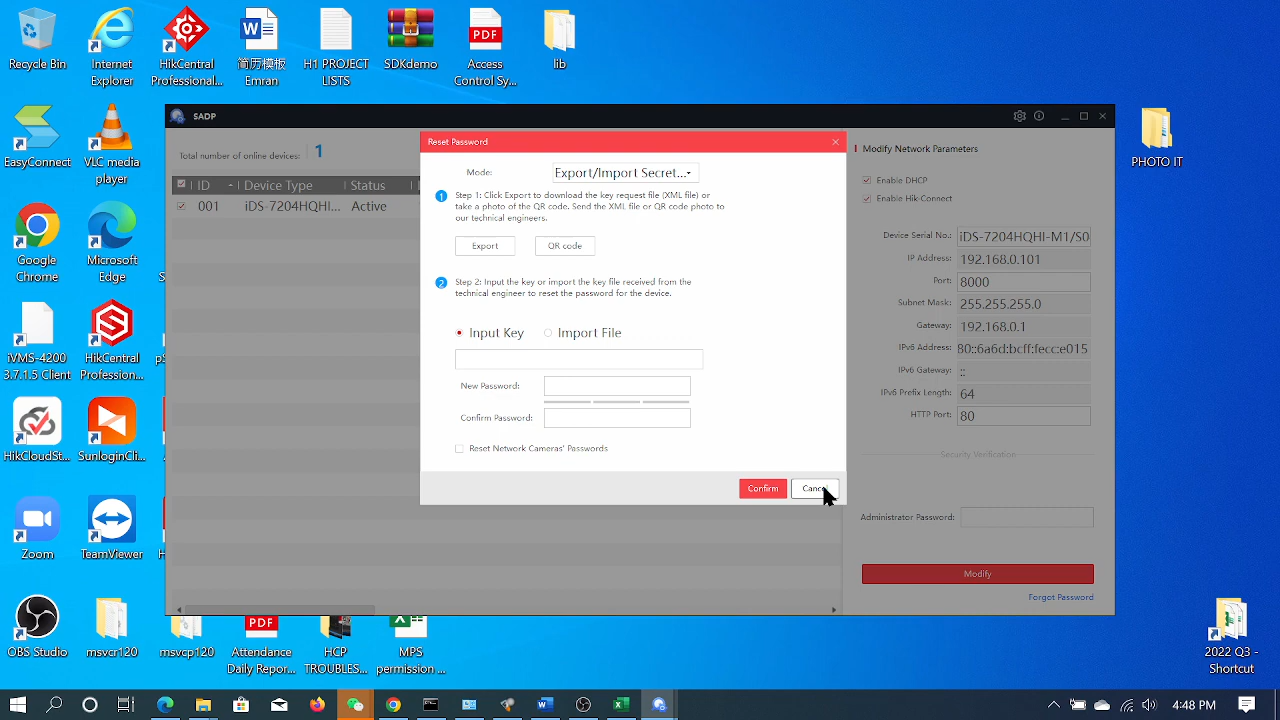 Recycle Bin
Internet
Explorer
HikCentral
Professional...
简历模板
Emran
H1 PROJECT
LISTS
SDKdemo
PDF
Access
Control Sy...
lib
EasyConnect
VLC media
player
Google
Chrome
Microsoft
Edge
iVMS-4200
3.7.1.5 Client
HikCentral
Profession...
HikCloudSt...
SunloginCli...
Zoom
TeamViewer
OBS Studio
msvcr120
msvcp120
PDF
Attendance
Daily Repor...
HCP
TROUBLES...
MPS
permission ...
PHOTO IT
2022 Q3 -
Shortcut
SADP
Total number of online devices: 1
ID
Device Type
Status
001
iDS-7204HQHI...
Active
Reset Password
Mode: Export/Import Secret...
1 Step 1: Click Export to download the key request file (XML file) or
take a photo of the QR code. Send the XML file or QR code photo to
our technical engineers.
Export
QR code
2 Step 2: Input the key or import the key file received from the
technical engineer to reset the password for the device.
Input Key
Import File
New Password:
Confirm Password:
Reset Network Cameras' Passwords
Confirm
Cancel
Modify Network Parameters
Enable DHCP
Enable Hik-Connect
Device Serial No.: iDS-7204HQHI-M1/S0
IP Address: 192.168.0.101
Port: 8000
Subnet Mask: 255.255.255.0
Gateway: 192.168.0.1
IPv6 Address: 80::6a6d:bcff:fecc:e015
IPv6 Gateway: ::
IPv6 Prefix Length: 64
HTTP Port: 80
Security Verification
Administrator Password:
Modify
Forgot Password
4:48 PM